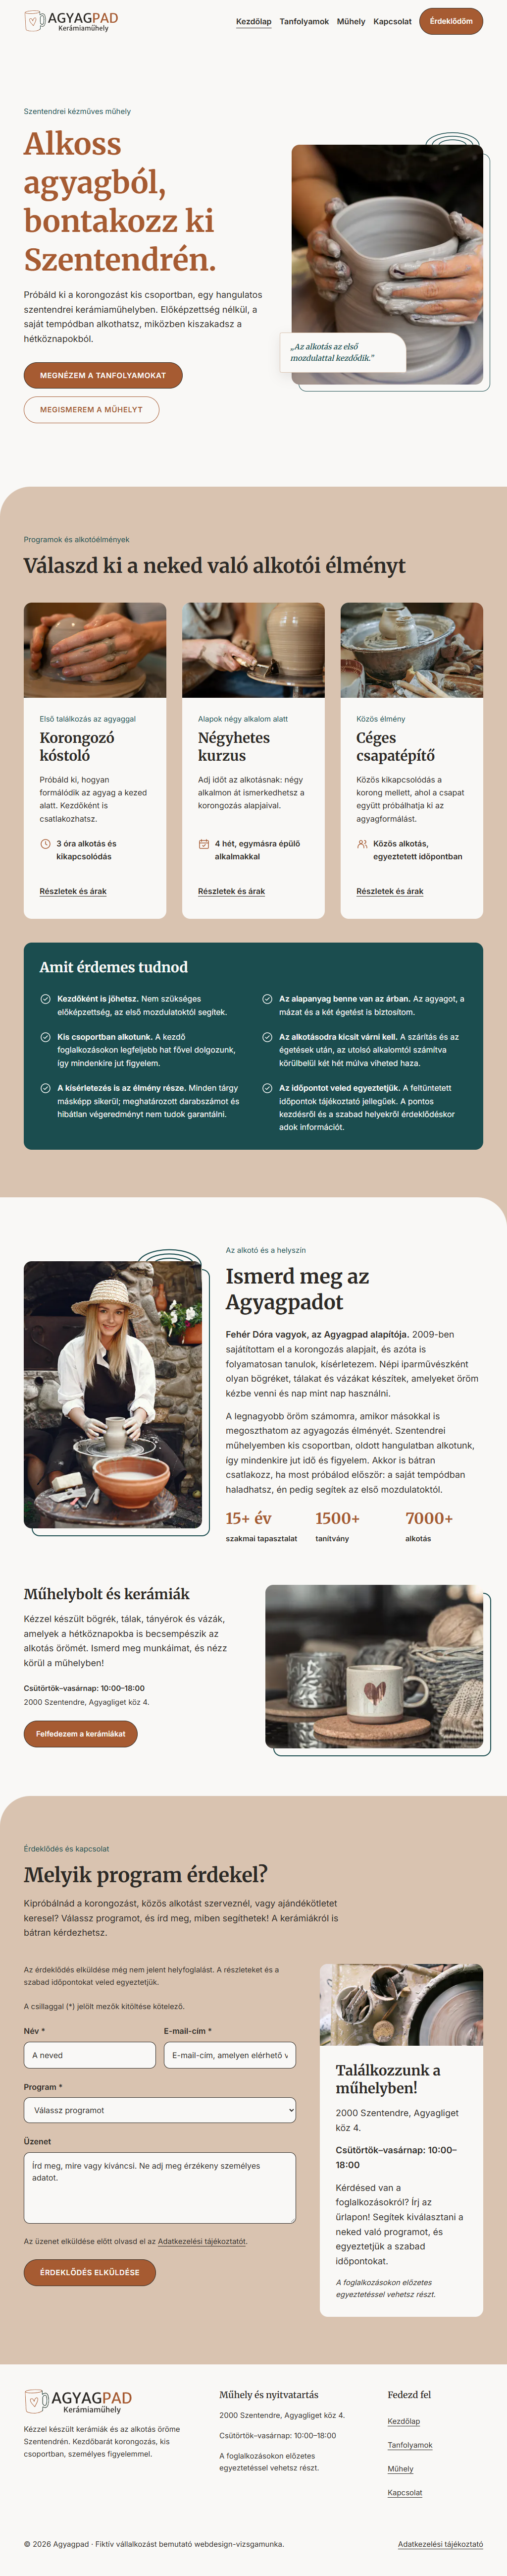 AGYAGPAD
Kerámiaműhely
Kezdőlap Tanfolyamok Műhely Kapcsolat Érdeklődöm
Szentendrei kézműves műhely
Alkoss
agyagból,
bontakozz ki
Szentendrén.
Próbáld ki a korongozást kis csoportban, egy hangulatos
szentendrei kerámiaműhelyben. Előképzettség nélkül, a
saját tempódban alkothatsz, miközben kiszakadsz a
hétköznapokból.
MEGNÉZEM A TANFOLYAMOKAT
MEGISMEREM A MŰHELYT
„Az alkotás az első
mozdulattal kezdődik.”
Programok és alkotóélmények
Válaszd ki a neked való alkotói élményt
Első találkozás az agyaggal
Korongozó
kóstoló
Próbáld ki, hogyan
formálódik az agyag a kezed
alatt. Kezdőként is
csatlakozhatsz.
3 óra alkotás és
kikapcsolódás
Részletek és árak
Alapok négy alkalom alatt
Négyhetes
kurzus
Adj időt az alkotásnak: négy
alkalmon át ismerkedhetsz a
korongozás alapjaival.
4 hét, egymásra épülő
alkalmakkal
Részletek és árak
Közös élmény
Céges
csapatépítő
Közös kikapcsolódás a
korong mellett, ahol a csapat
együtt próbálhatja ki az
agyagformálást.
Közös alkotás,
egyeztetett időpontban
Részletek és árak
Amit érdemes tudnod
Kezdőként is jöhetsz. Nem szükséges
előképzettség, az első mozdulatoktól segítek.
Kis csoportban alkotunk. A kezdő
foglalkozásokon legfeljebb hat fővel dolgozunk,
így mindenkire jut figyelem.
A kísérletezés is az élmény része. Minden tárgy
másképp sikerül; meghatározott darabszámot és
hibátlan végeredményt nem tudok garantálni.
Az alapanyag benne van az árban. Az agyagot, a
mázat és a két égetést is biztosítom.
Az alkotásodra kicsit várni kell. A szárítás és az
égetések után, az utolsó alkalomtól számítva
körülbelül két hét múlva viheted haza.
Az időpontot veled egyeztetjük. A feltüntetett
időpontok tájékoztató jellegűek. A pontos
kezdésről és a szabad helyekről érdeklődéskor
adok információt.
Az alkotó és a helyszín
Ismerd meg az
Agyagpadot
Fehér Dóra vagyok, az Agyagpad alapítója. 2009-ben
sajátítottam el a korongozás alapjait, és azóta is
folyamatosan tanulok, kísérletezem. Népi iparművészként
olyan bögréket, tálakat és vázákat készítek, amelyeket öröm
kézbe venni és nap mint nap használni.
A legnagyobb öröm számomra, amikor másokkal is
megoszthatom az agyagozás élményét. Szentendrei
műhelyemben kis csoportban, oldott hangulatban alkotunk,
így mindenkire jut idő és figyelem. Akkor is bátran
csatlakozz, ha most próbálod először: a saját tempódban
haladhatsz, én pedig segítek az első mozdulatoktól.
15+ év
szakmai tapasztalat
1500+
tanítvány
7000+
alkotás
Műhelybolt és kerámiák
Kézzel készült bögrék, tálak, tányérok és vázák,
amelyek a hétköznapokba is becsempészik az
alkotás örömét. Ismerd meg munkáimat, és nézz
körül a műhelyben!
Csütörtök–vasárnap: 10:00–18:00
2000 Szentendre, Agyagliget köz 4.
Felfedezem a kerámiákat
Érdeklődés és kapcsolat
Melyik program érdekel?
Kipróbálnád a korongozást, közös alkotást szerveznél, vagy ajándékötletet
keresel? Válassz programot, és írd meg, miben segíthetek! A kerámiákról is
bátran kérdezhetsz.
Az érdeklődés elküldése még nem jelent helyfoglalást. A részleteket és a
szabad időpontokat veled egyeztetjük.
A csillaggal (*) jelölt mezők kitöltése kötelező.
Név * E-mail-cím *
A neved E-mail-cím, amelyen elérhető v
Program *
Válassz programot
Üzenet
Írd meg, mire vagy kíváncsi. Ne adj meg érzékeny személyes
adatot.
Az üzenet elküldése előtt olvasd el az Adatkezelési tájékoztatót.
ÉRDEKLŐDÉS ELKÜLDÉSE
Találkozzunk a
műhelyben!
2000 Szentendre, Agyagliget
köz 4.
Csütörtök–vasárnap: 10:00–
18:00
Kérdésed van a
foglalkozásokról? Írj az
űrlapon! Segítek kiválasztani a
neked való programot, és
egyeztetjük a szabad
időpontokat.
A foglalkozásokon előzetes
egyeztetéssel vehetsz részt.
AGYAGPAD
Kerámiaműhely
Kézzel készült kerámiák és az alkotás öröme
Szentendrén. Kezdőbarát korongozás, kis
csoportban, személyes figyelemmel.
Műhely és nyitvatartás
2000 Szentendre, Agyagliget köz 4.
Csütörtök–vasárnap: 10:00–18:00
A foglalkozásokon előzetes
egyeztetéssel vehetsz részt.
Fedezd fel
Kezdőlap
Tanfolyamok
Műhely
Kapcsolat
© 2026 Agyagpad · Fiktív vállalkozást bemutató webdesign-vizsgamunka.
Adatkezelési tájékoztató